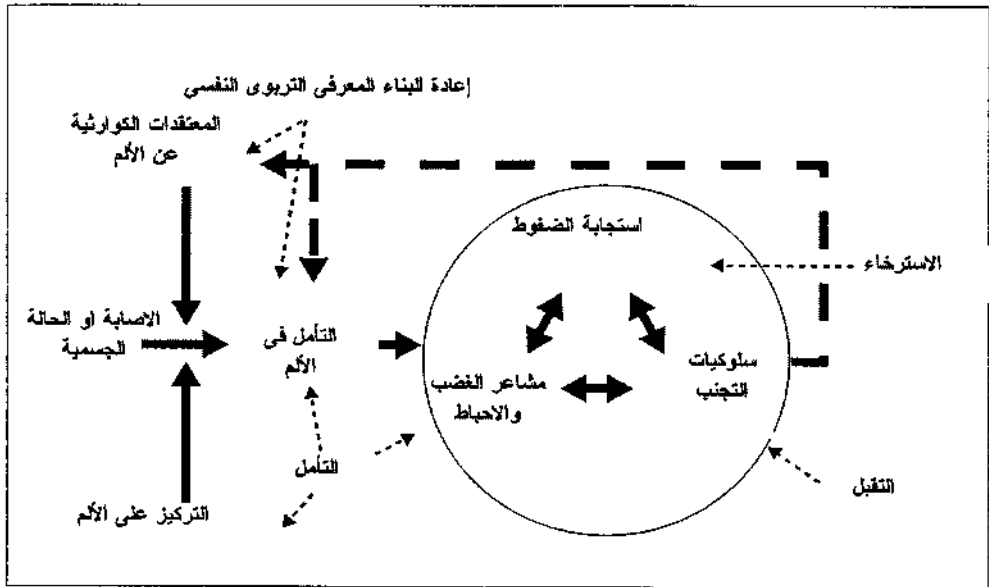 إعادة للبناء المعرفى التربوى النفسى
المعتقدات الكوارثية
عن الألم
استجابة الضغوط
الاسترخاء
الاصابة او الحالة
الجسمية
التأمل فى
الألم
سلوكيات
التجنب
مشاعر الغضب
والاحباط
التأمل
التقبل
التركيز على الألم